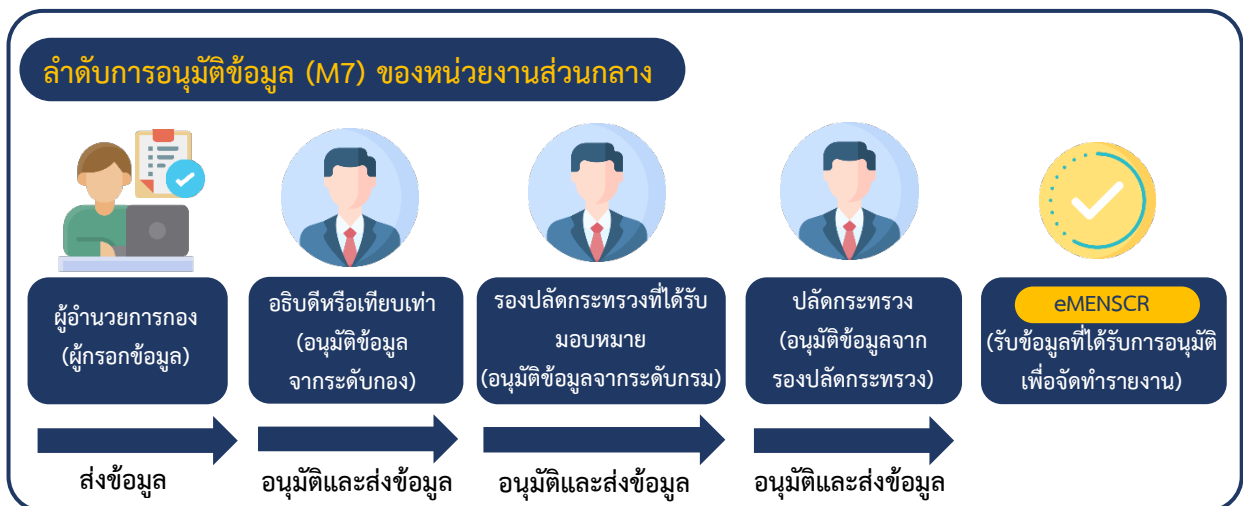 ลำดับการอนุมัติข้อมูล (M7) ของหน่วยงานส่วนกลาง
ผู้อำนวยการกอง
(ผู้กรอกข้อมูล)
อธิบดีหรือเทียบเท่า
(อนุมัติข้อมูล
จากระดับกอง)
รองปลัดกระทรวงที่ได้รับ
มอบหมาย
(อนุมัติข้อมูลจากระดับกรม)
ปลัดกระทรวง
(อนุมัติข้อมูลจาก
รองปลัดกระทรวง)
eMENSCR
(รับข้อมูลที่ได้รับการอนุมัติ
เพื่อจัดทำรายงาน)
ส่งข้อมูล
อนุมัติและส่งข้อมูล
อนุมัติและส่งข้อมูล
อนุมัติและส่งข้อมูล